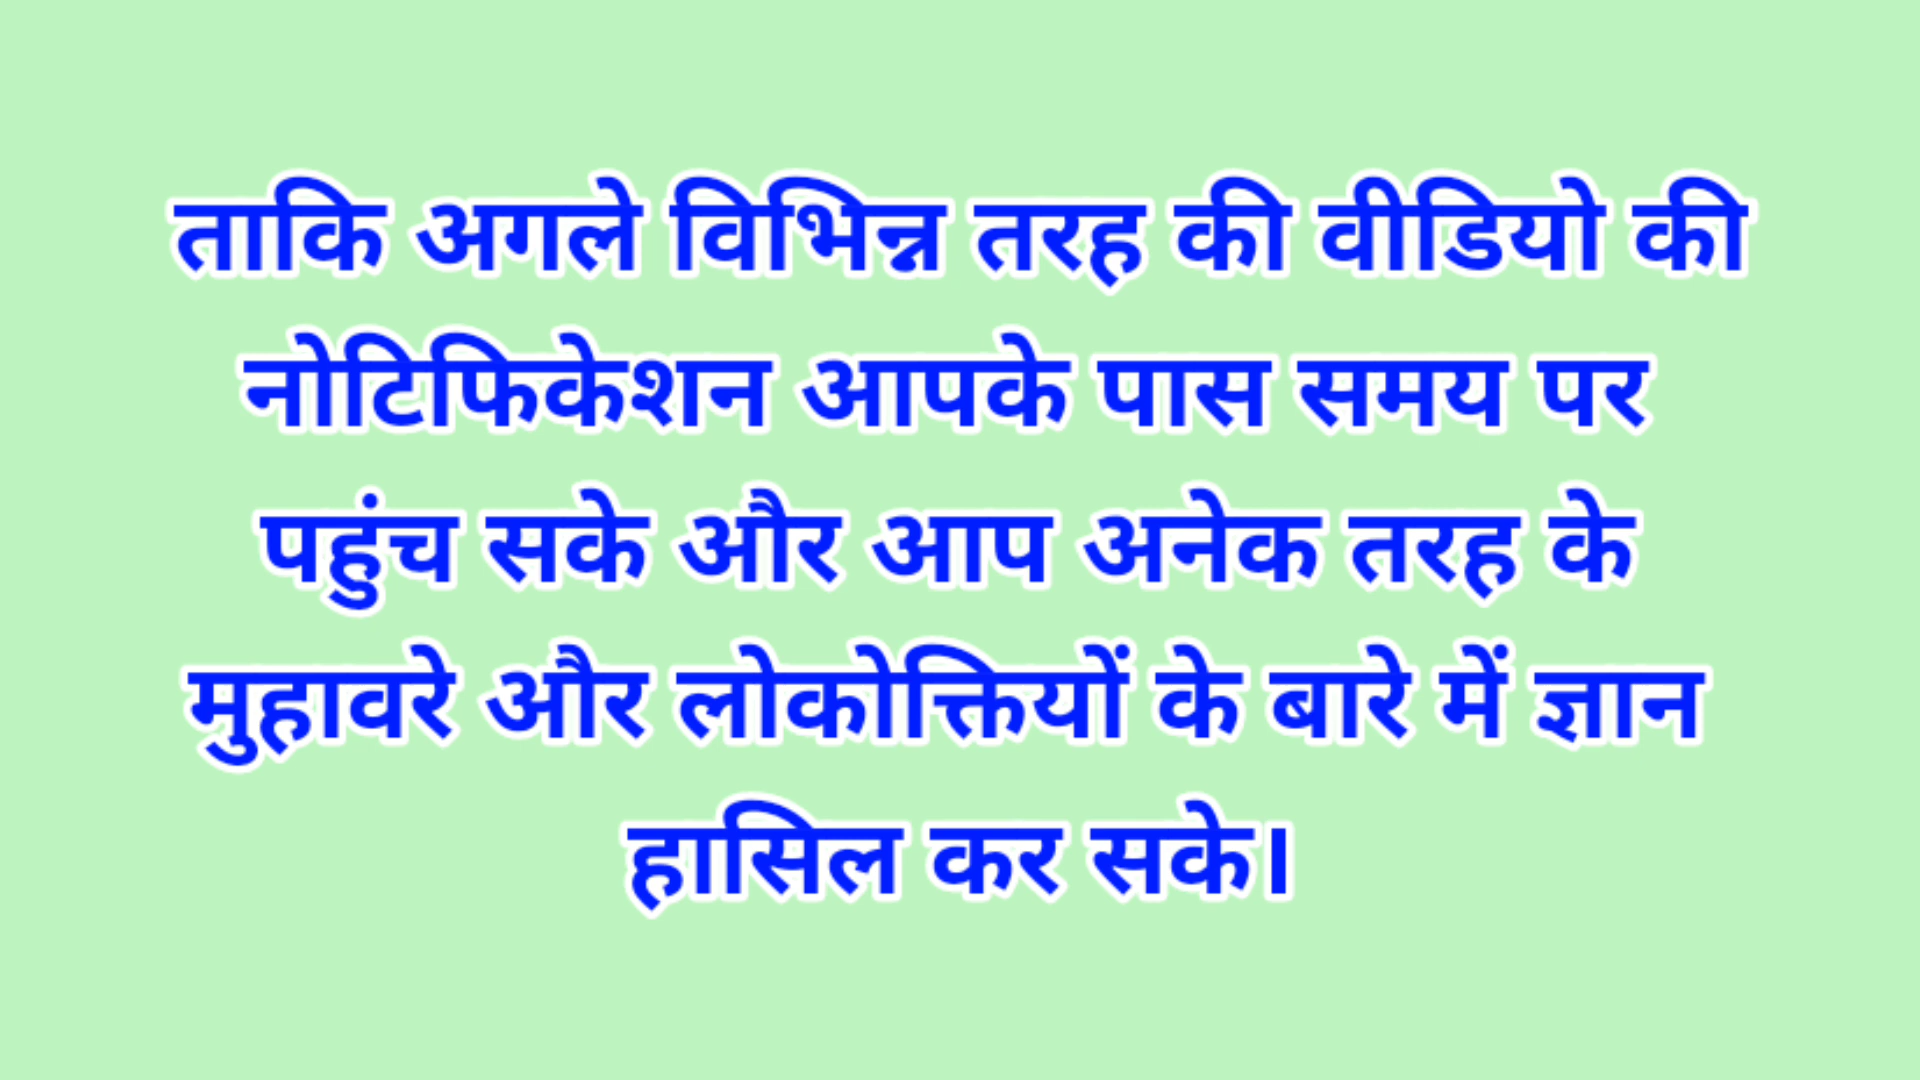 ताकि अगले विभिन्न तरह की वीडियो की
नोटिफिकेशन आपके पास समय पर
पहुंच सके और आप अनेक तरह के
मुहावरे और लोकोक्तियों के बारे में ज्ञान
हासिल कर सके।